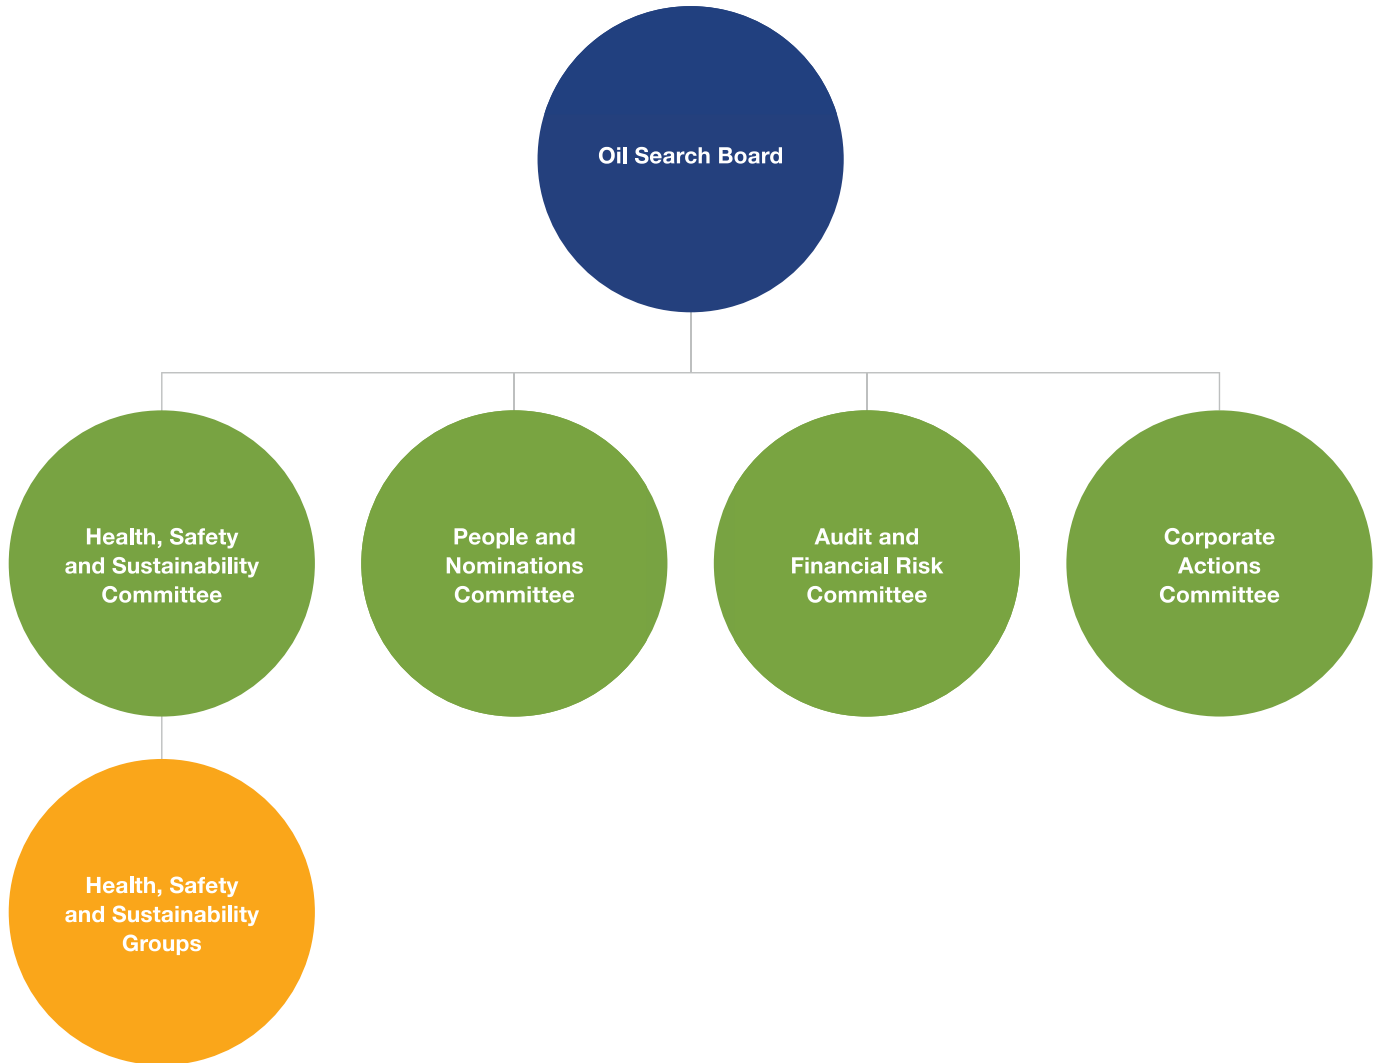 Oil Search Board
Health, Safety
and Sustainability
Committee
People and
Nominations
Committee
Audit and
Financial Risk
Committee
Corporate
Actions
Committee
Health, Safety
and Sustainability
Groups